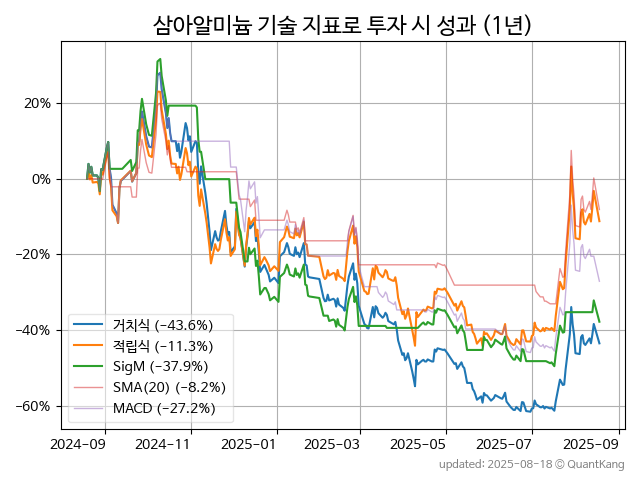 삼아알미늄 기술 지표로 투자 시 성과 (1년)
20%
0%
−20%
−40%
−60%
거치식 (−43.6%)
적립식 (−11.3%)
SigM (−37.9%)
SMA(20) (−8.2%)
MACD (−27.2%)
2024-09 2024-11 2025-01 2025-03 2025-05 2025-07 2025-09
updated: 2025-08-18 © QuantKang